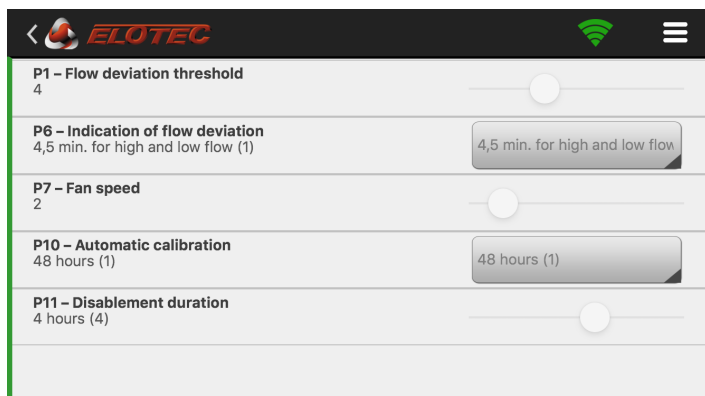 ELOTEC
P1 – Flow deviation threshold
4
P6 – Indication of flow deviation
4,5 min. for high and low flow (1)
4,5 min. for high and low flow
P7 – Fan speed
2
P10 – Automatic calibration
48 hours (1)
48 hours (1)
P11 – Disablement duration
4 hours (4)